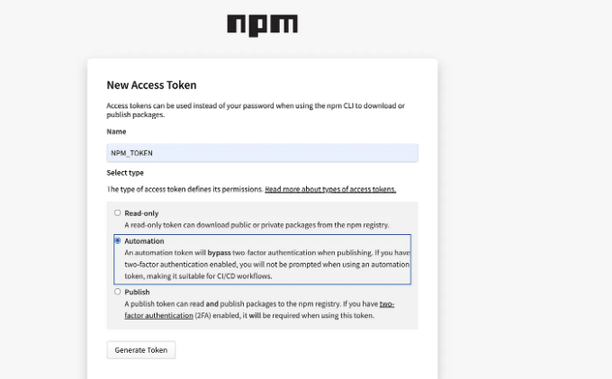 npm
New Access Token
Access tokens can be used instead of your password when using the npm CLI to download or
publish packages.
Name
NPM_TOKEN
Select type
The type of access token defines its permissions. Read more about types of access tokens.
Read-only
A read-only token can download public or private packages from the npm registry.
Automation
An automation token will bypass two-factor authentication when publishing. If you have
two-factor authentication enabled, you will not be prompted when using an automation
token, making it suitable for CI/CD workflows.
Publish
A publish token can read and publish packages to the npm registry. If you have two-
factor authentication (2FA) enabled, it will be required when using this token.
Generate Token